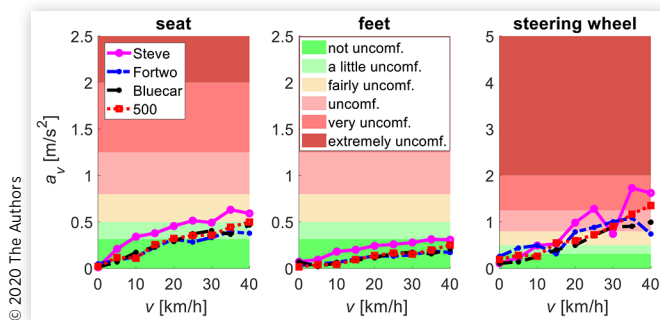 seat
feet
steering wheel
2.5
2
1.5
1
0.5
0
a_v [m/s²]
Steve
Fortwo
Bluecar
500
0 10 20 30 40
v [km/h]
2.5
2
1.5
1
0.5
0
not uncomf.
a little uncomf.
fairly uncomf.
uncomf.
very uncomf.
extremely uncomf.
0 10 20 30 40
v [km/h]
5
4
3
2
1
0
0 10 20 30 40
v [km/h]
© 2020 The Authors